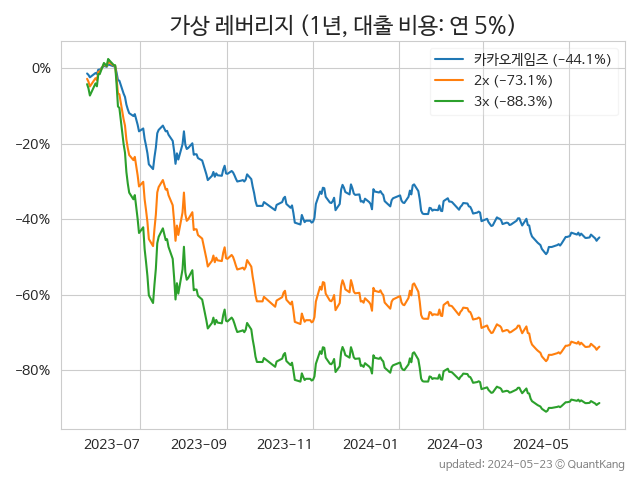 가상 레버리지 (1년, 대출 비용: 연 5%)
카카오게임즈 (−44.1%)
2x (−73.1%)
3x (−88.3%)
0%
−20%
−40%
−60%
−80%
2023-07 2023-09 2023-11 2024-01 2024-03 2024-05
updated: 2024-05-23 © QuantKang